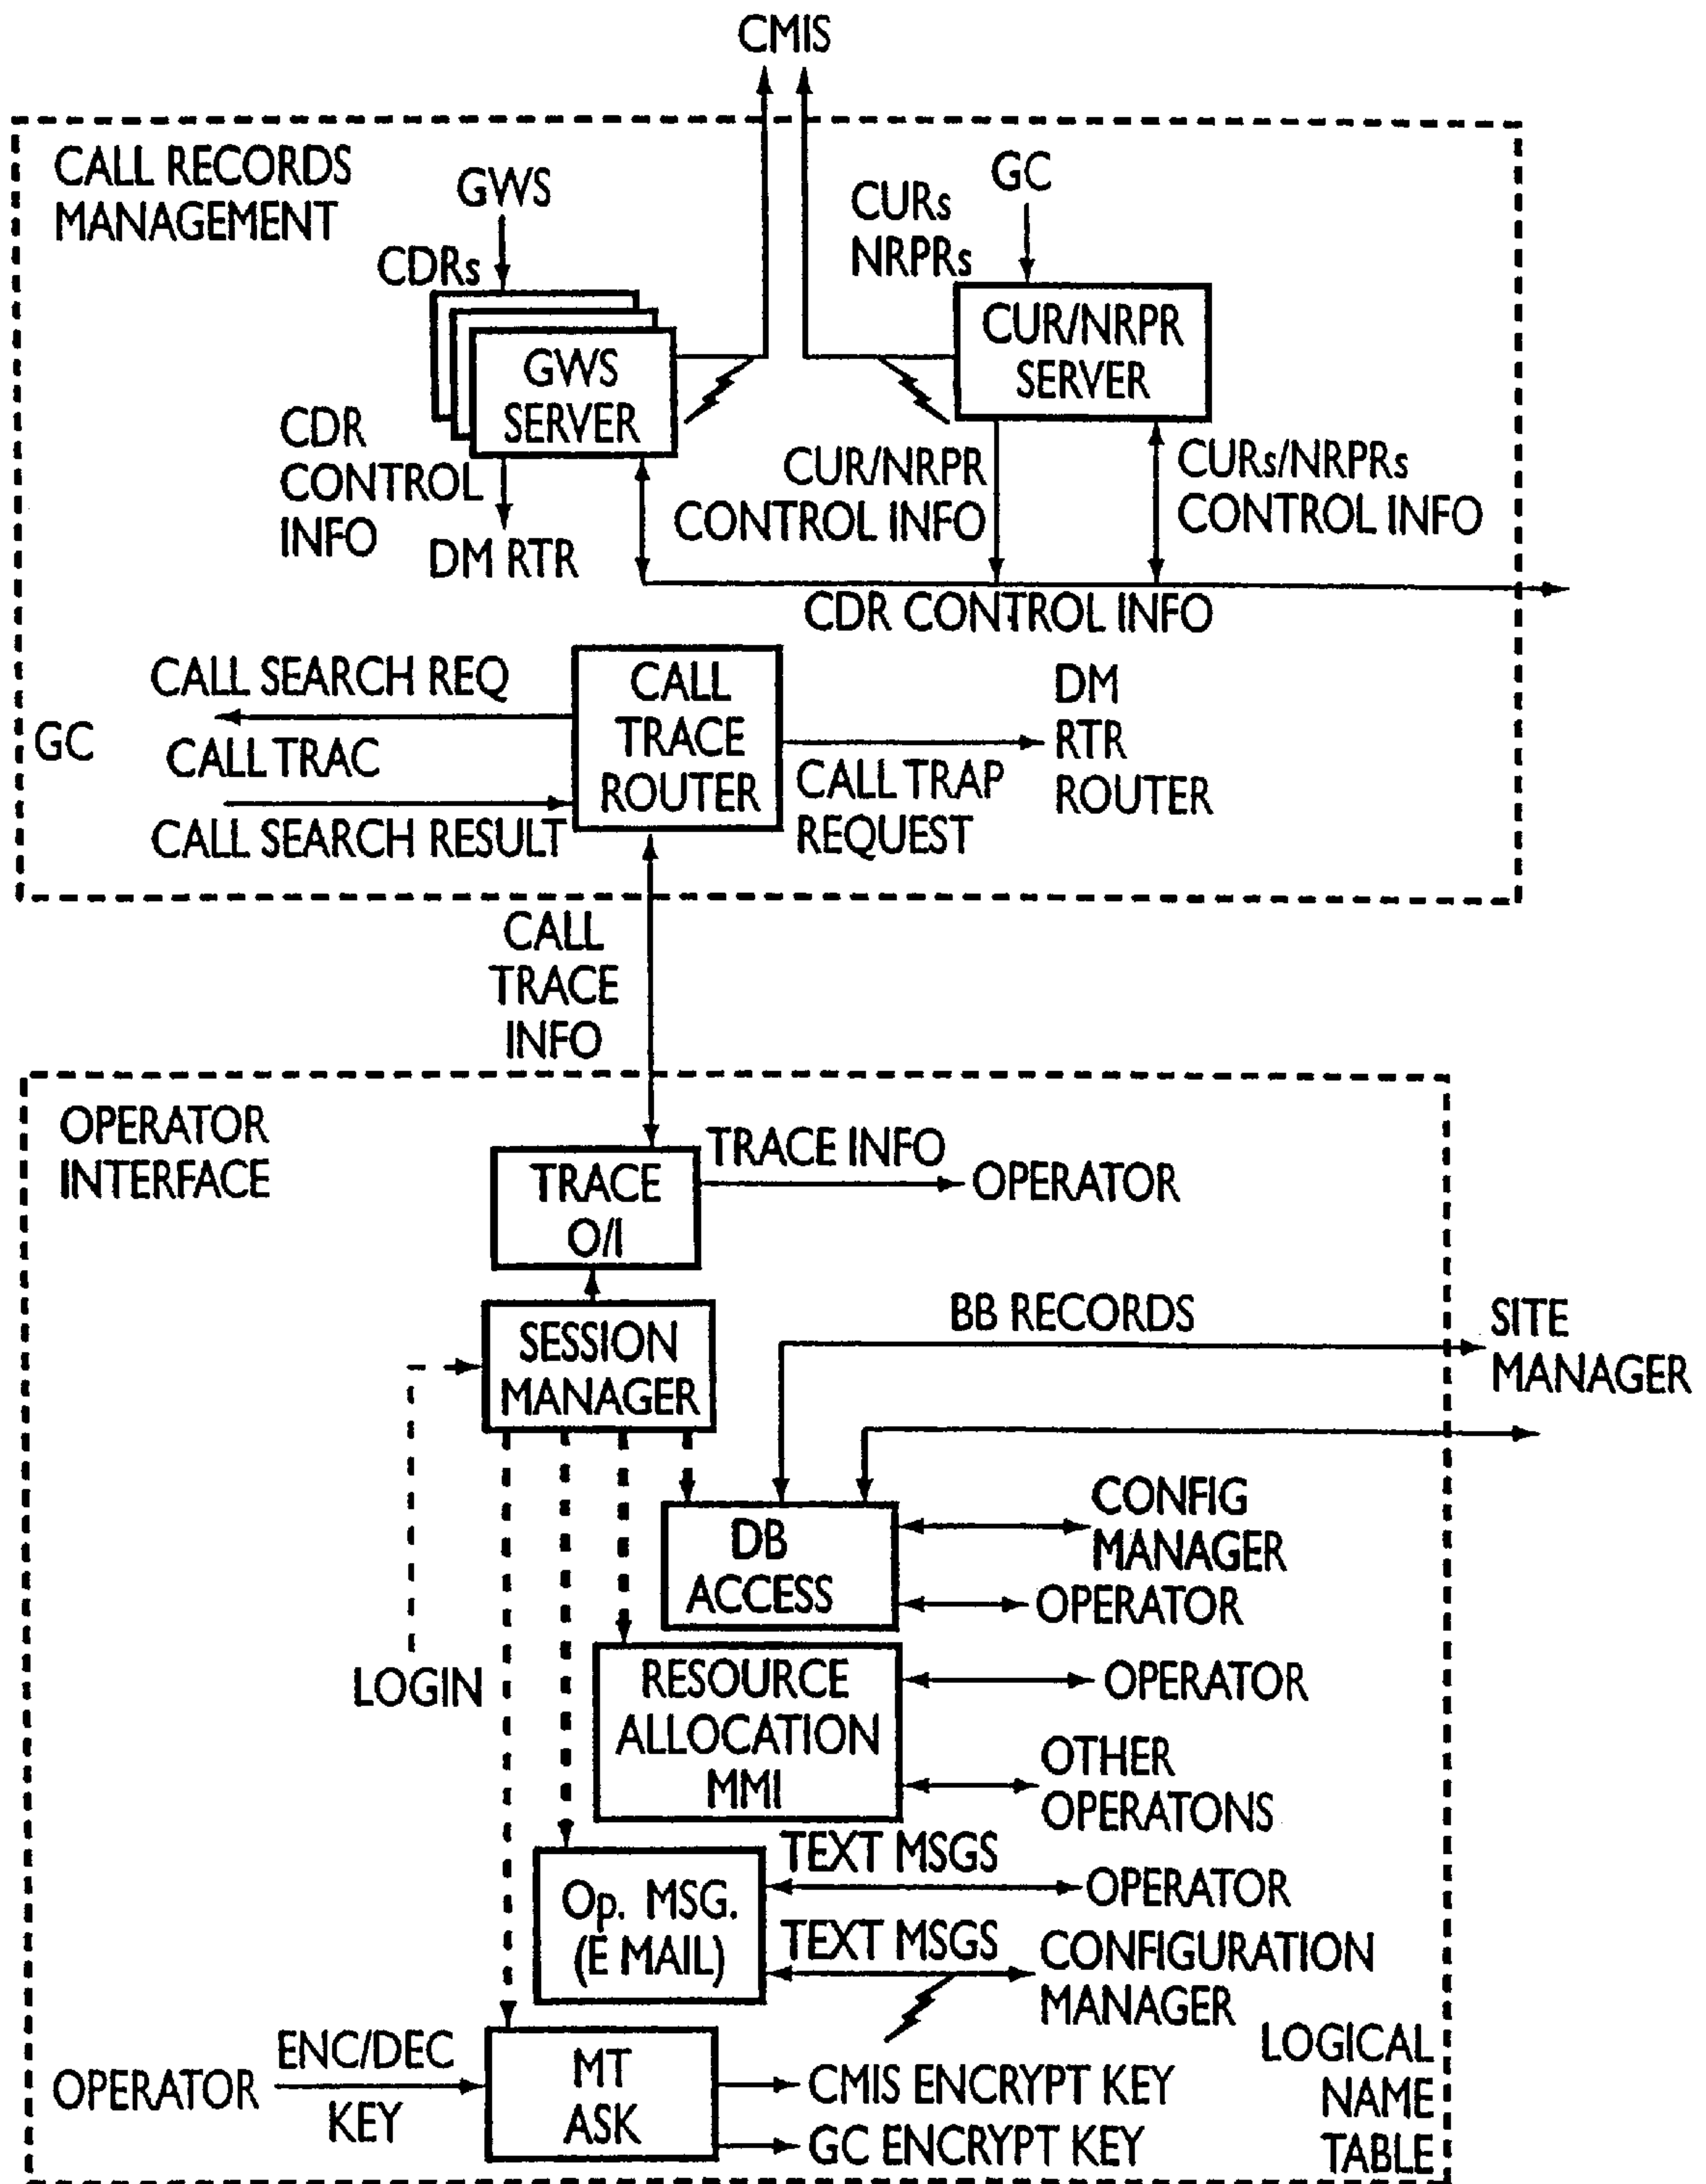 CMIS
CALL RECORDS
MANAGEMENT
GWS
CDRs
CURs
NRPRs
GC
GWS
SERVER
CUR/NRPR
SERVER
CDR
CONTROL
INFO
DM RTR
CUR/NRPR
CONTROL INFO
CURs/NRPRs
CONTROL INFO
CDR CONTROL INFO
CALL SEARCH REQ
GC
CALL TRAC
CALL SEARCH RESULT
CALL
TRACE
ROUTER
CALL TRAP
REQUEST
DM
RTR
ROUTER
CALL
TRACE
INFO
OPERATOR
INTERFACE
TRACE
O/I
TRACE INFO
OPERATOR
SESSION
MANAGER
BB RECORDS
SITE
MANAGER
LOGIN
DB
ACCESS
CONFIG
MANAGER
OPERATOR
RESOURCE
ALLOCATION
MMI
OPERATOR
OTHER
OPERATONS
Op. MSG.
(E MAIL)
TEXT MSGS
OPERATOR
TEXT MSGS
CONFIGURATION
MANAGER
OPERATOR
ENC/DEC
KEY
MT
ASK
CMIS ENCRYPT KEY
GC ENCRYPT KEY
LOGICAL
NAME
TABLE